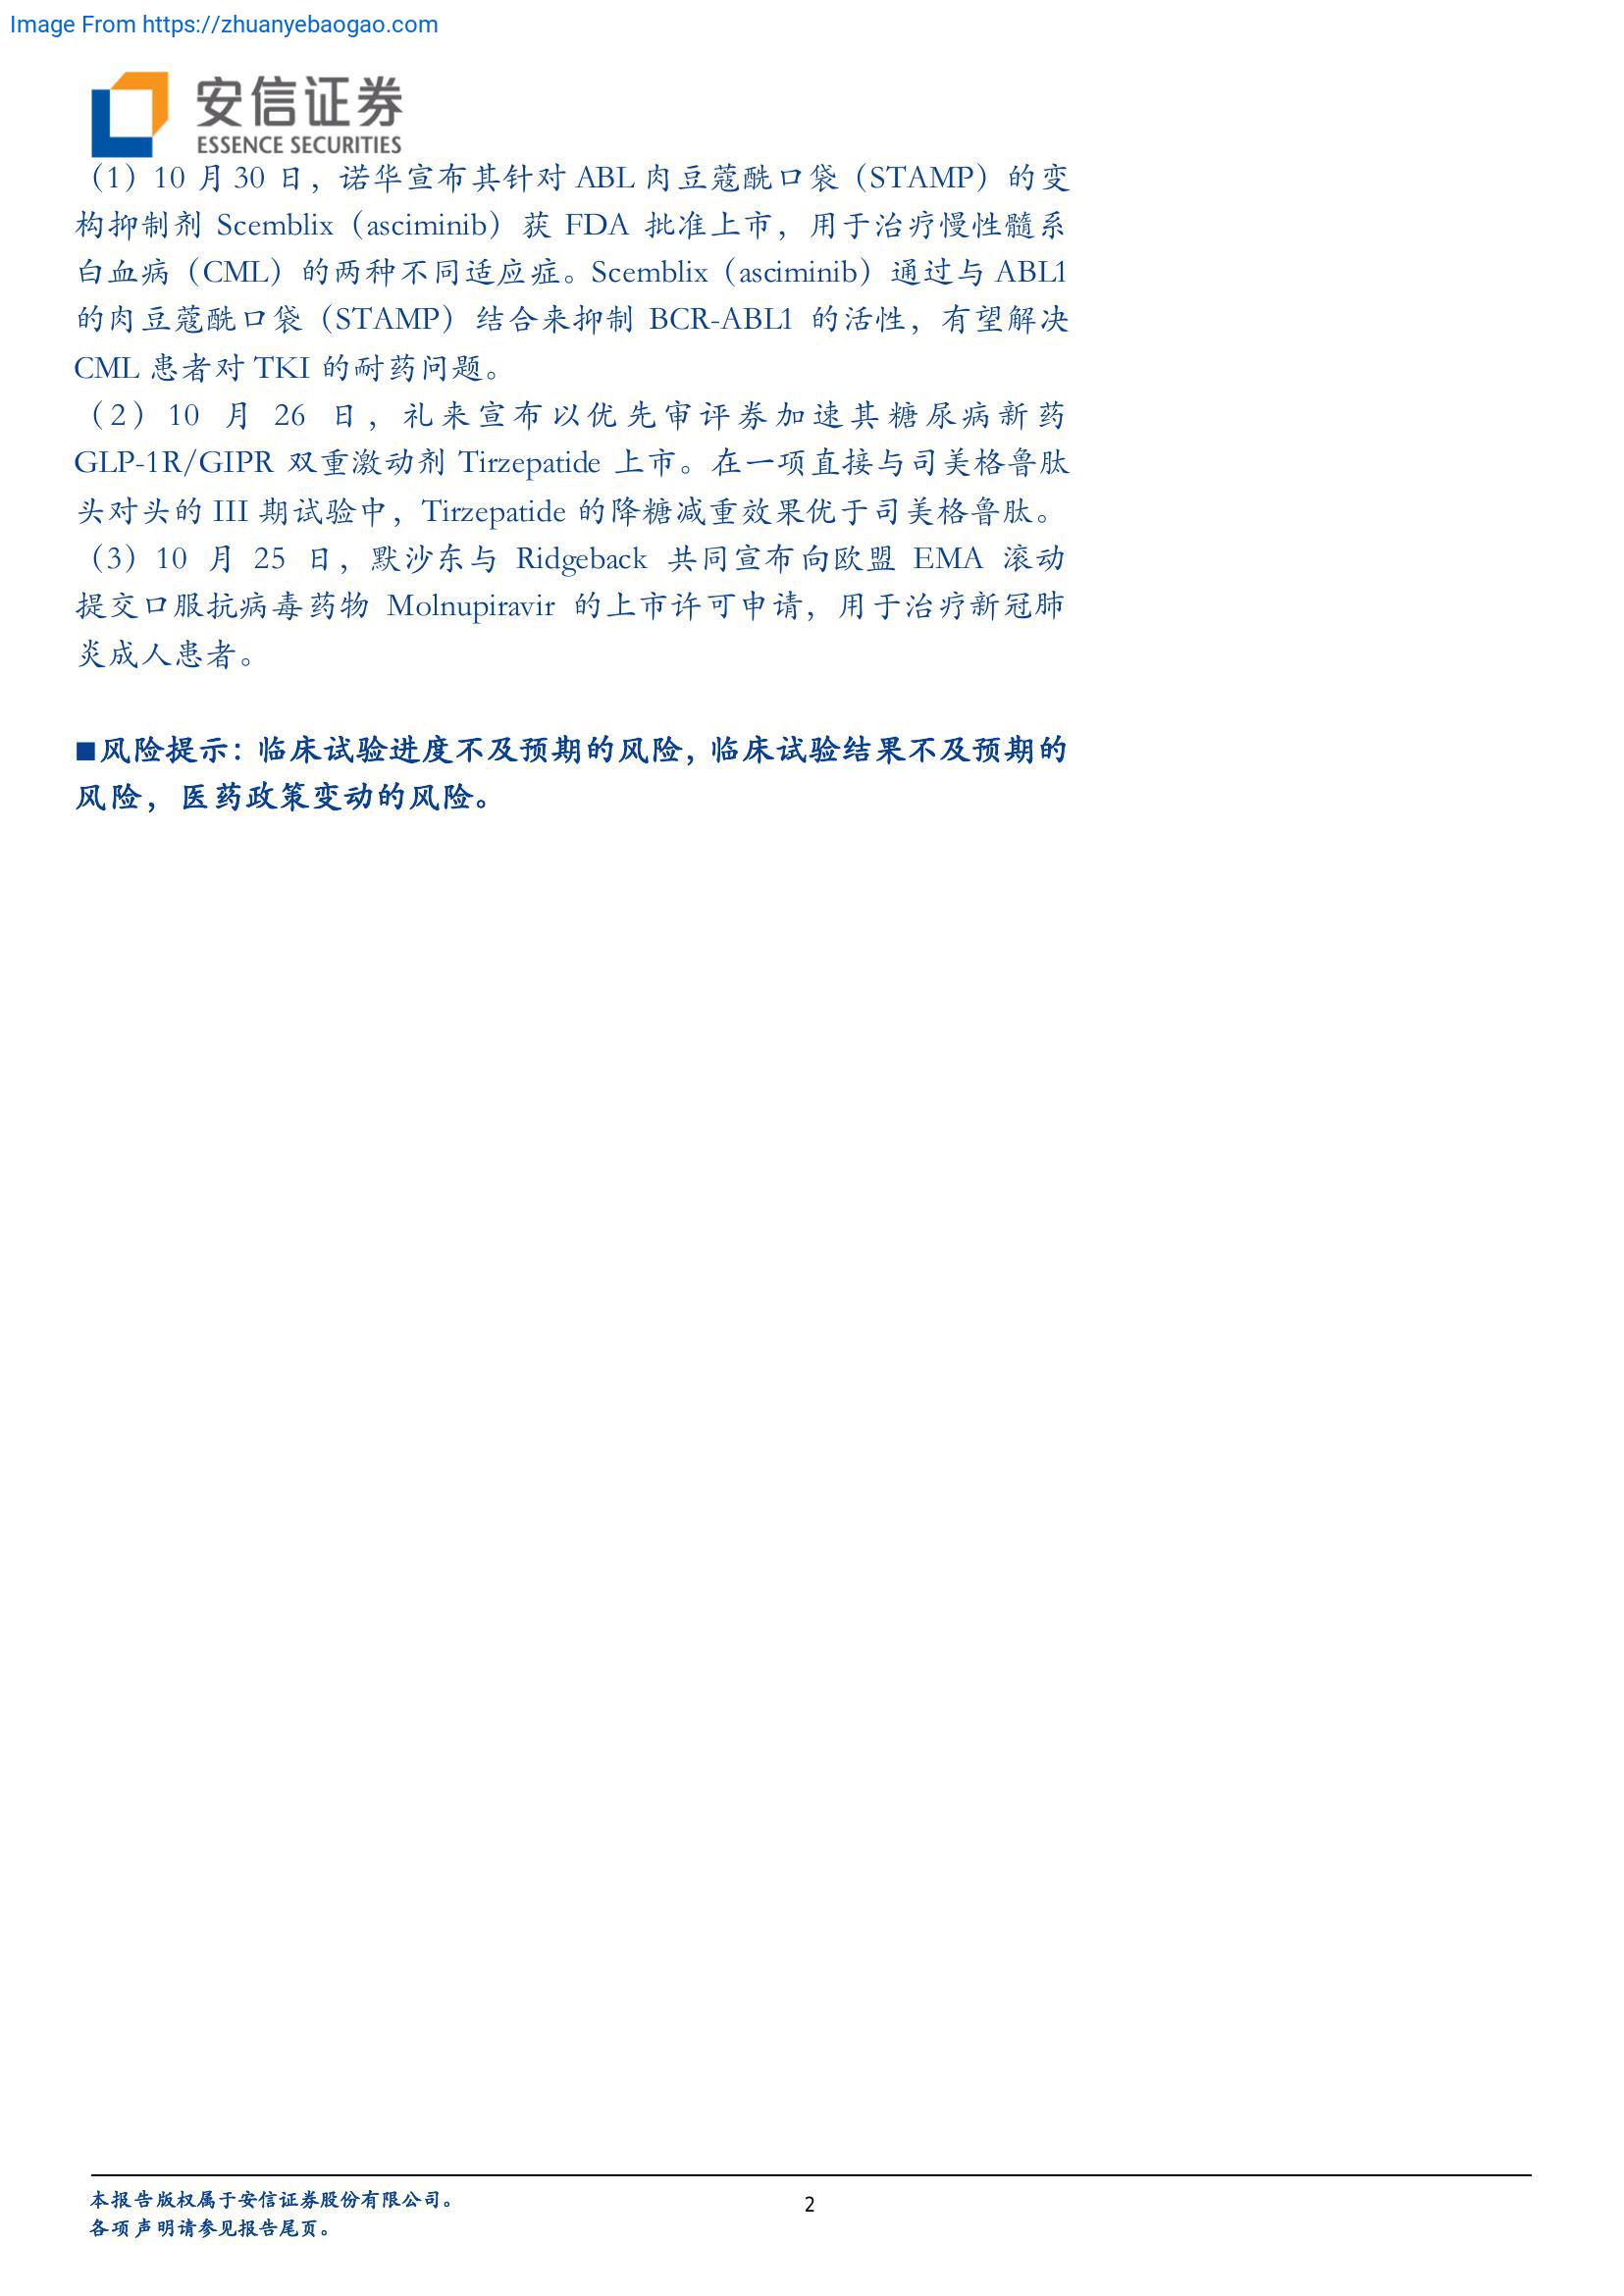 Image From https://zhuanyebaogao.com
安信证券
ESSENCE SECURITIES
（1）10 月 30 日，诺华宣布其针对 ABL 肉豆蔻酰口袋（STAMP）的变
构抑制剂 Scemblix（asciminib）获 FDA 批准上市，用于治疗慢性髓系
白血病（CML）的两种不同适应症。Scemblix（asciminib）通过与 ABL1
的肉豆蔻酰口袋（STAMP）结合来抑制 BCR-ABL1 的活性，有望解决
CML 患者对 TKI 的耐药问题。
（2）10 月 26 日，礼来宣布以优先审评券加速其糖尿病新药
GLP-1R/GIPR 双重激动剂 Tirzepatide 上市。在一项直接与司美格鲁肽
头对头的 III 期试验中，Tirzepatide 的降糖减重效果优于司美格鲁肽。
（3）10 月 25 日，默沙东与 Ridgeback 共同宣布向欧盟 EMA 滚动
提交口服抗病毒药物 Molnupiravir 的上市许可申请，用于治疗新冠肺
炎成人患者。
■风险提示：临床试验进度不及预期的风险，临床试验结果不及预期的
风险，医药政策变动的风险。
本报告版权属于安信证券股份有限公司。
2
各项声明请参见报告尾页。